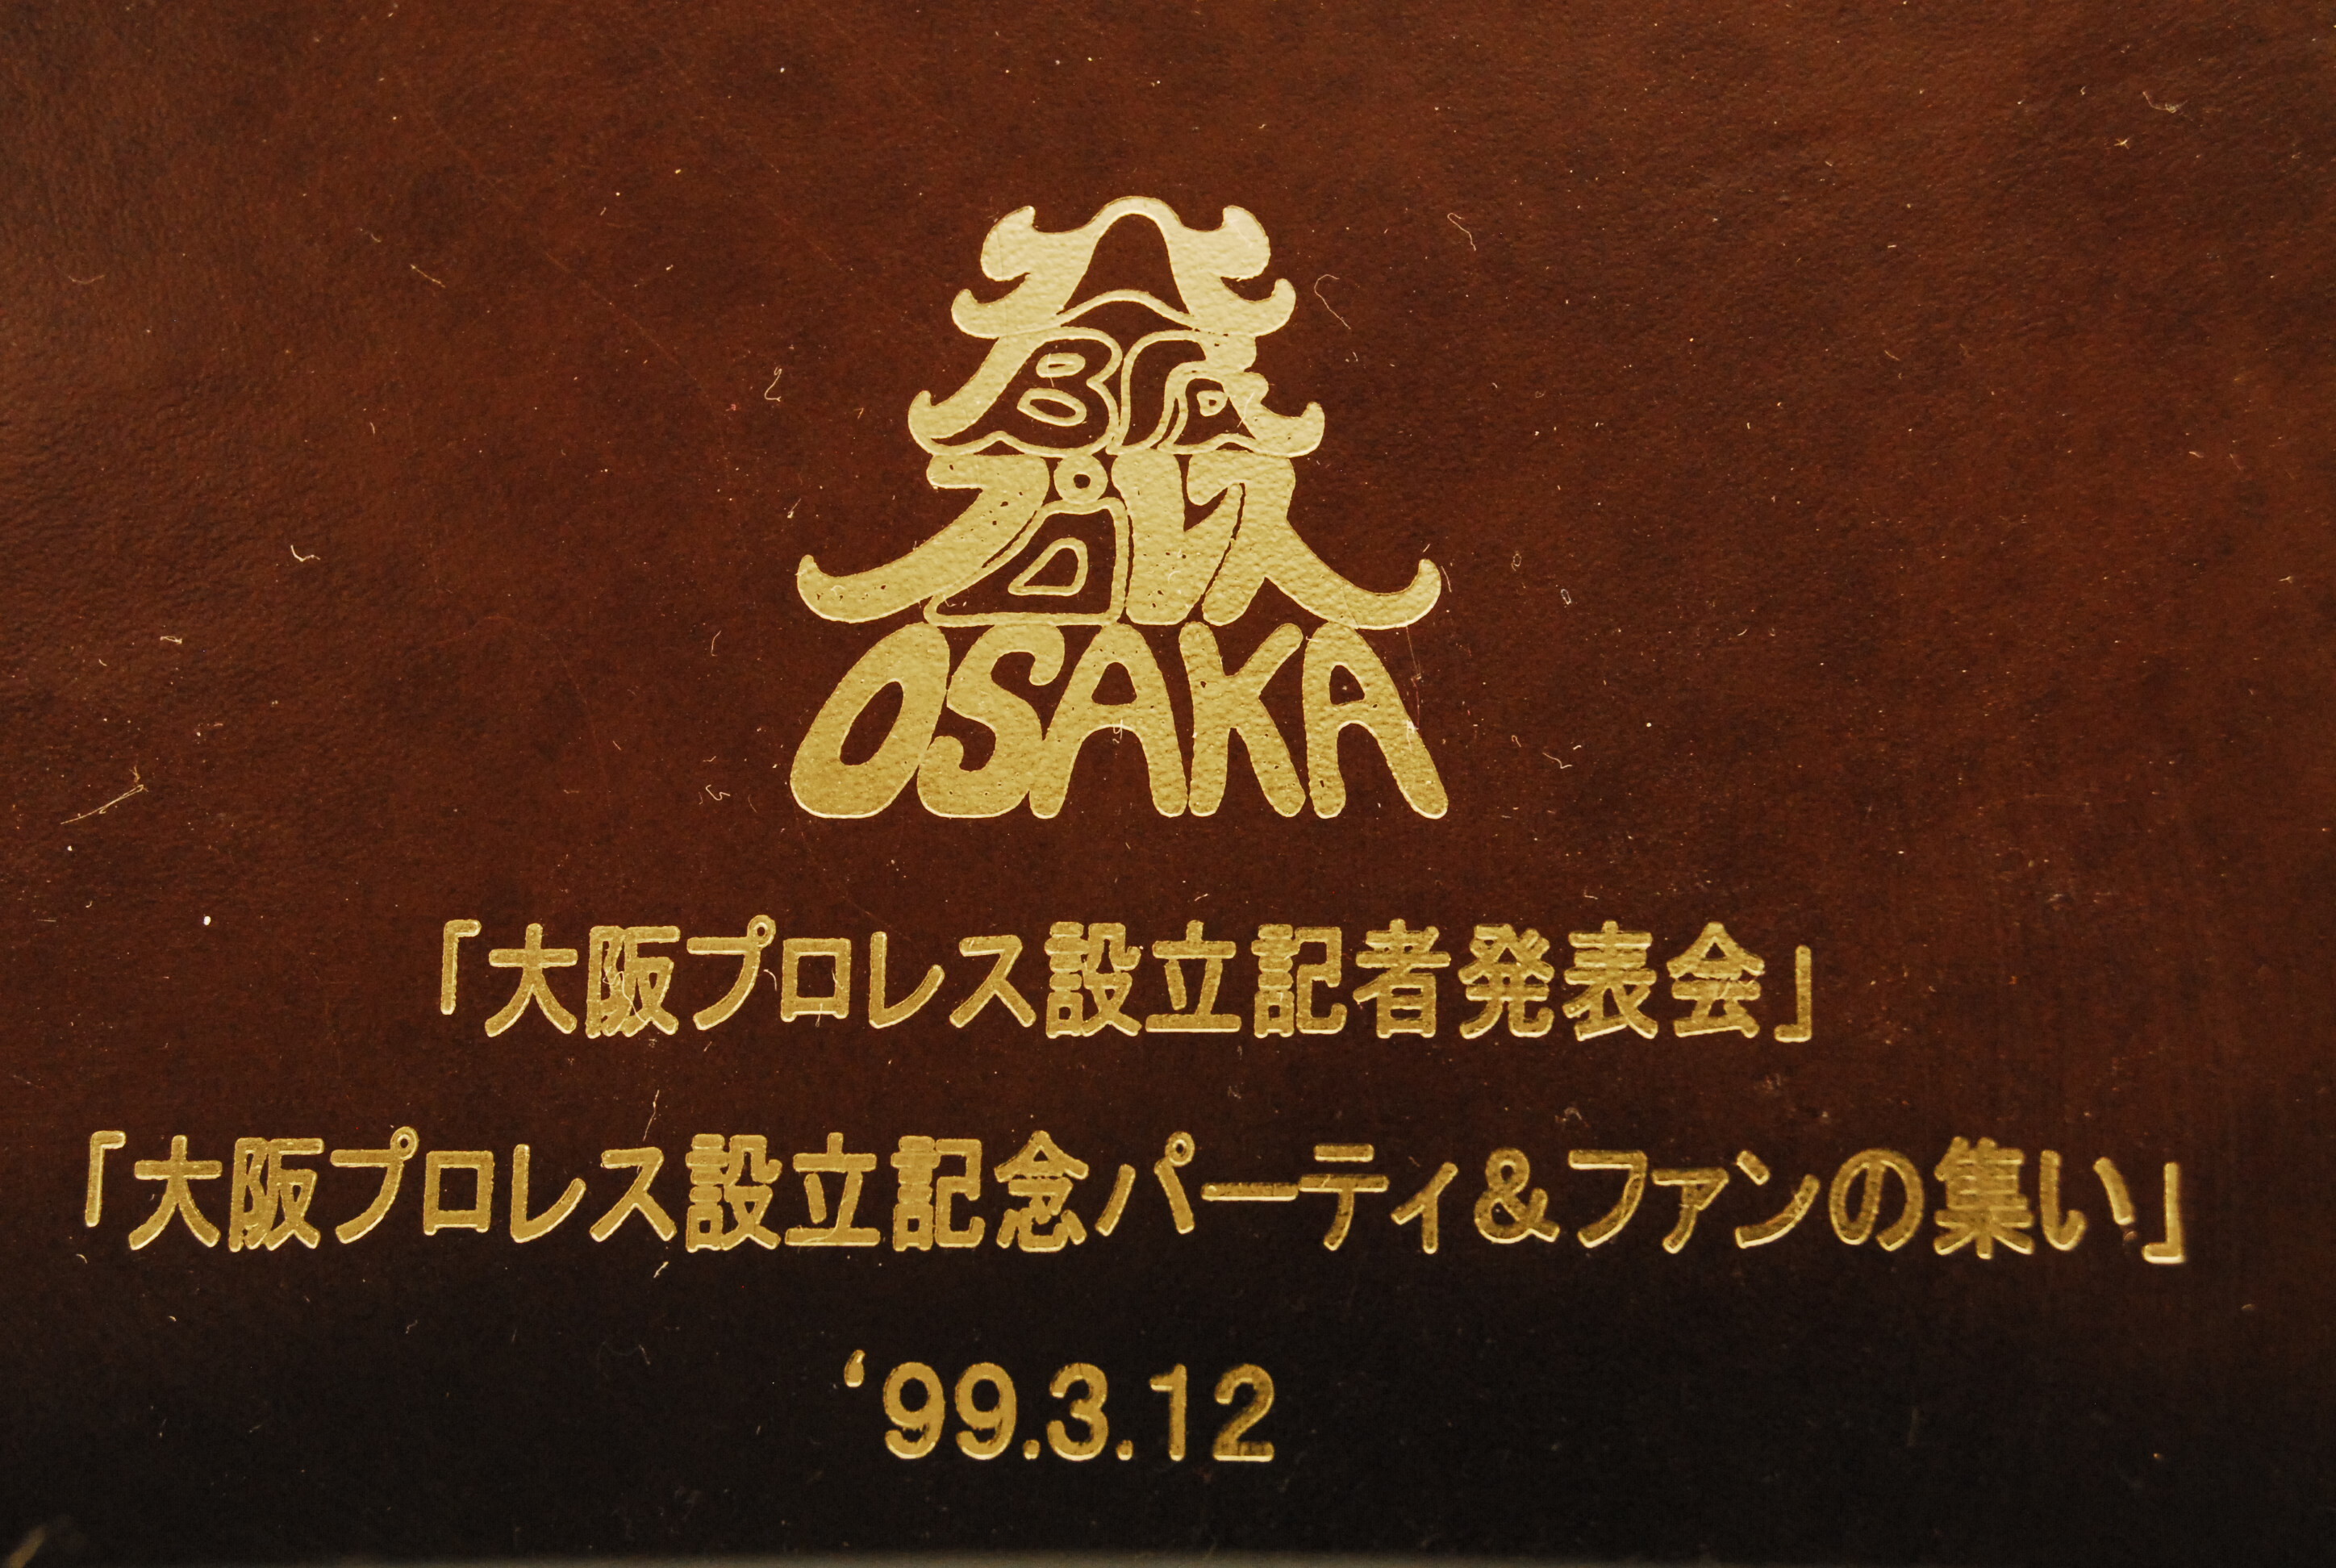 大阪
プロレス
OSAKA
「大阪プロレス設立記者発表会」
「大阪プロレス設立記念パーティ&ファンの集い」
‘99.3.12